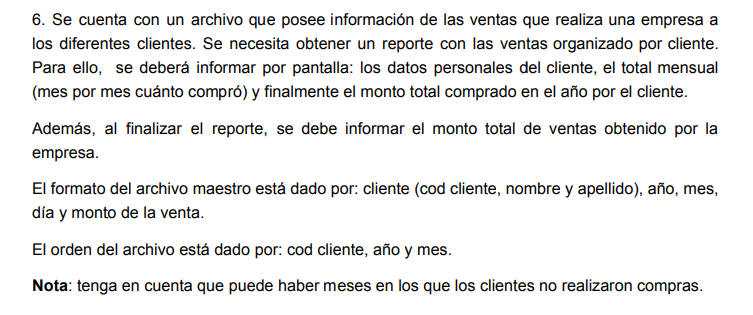 6. Se cuenta con un archivo que posee información de las ventas que realiza una empresa a
los diferentes clientes. Se necesita obtener un reporte con las ventas organizado por cliente.
Para ello, se deberá informar por pantalla: los datos personales del cliente, el total mensual
(mes por mes cuánto compró) y finalmente el monto total comprado en el año por el cliente.
Además, al finalizar el reporte, se debe informar el monto total de ventas obtenido por la
empresa.
El formato del archivo maestro está dado por: cliente (cod cliente, nombre y apellido), año, mes,
día y monto de la venta.
El orden del archivo está dado por: cod cliente, año y mes.
Nota: tenga en cuenta que puede haber meses en los que los clientes no realizaron compras.